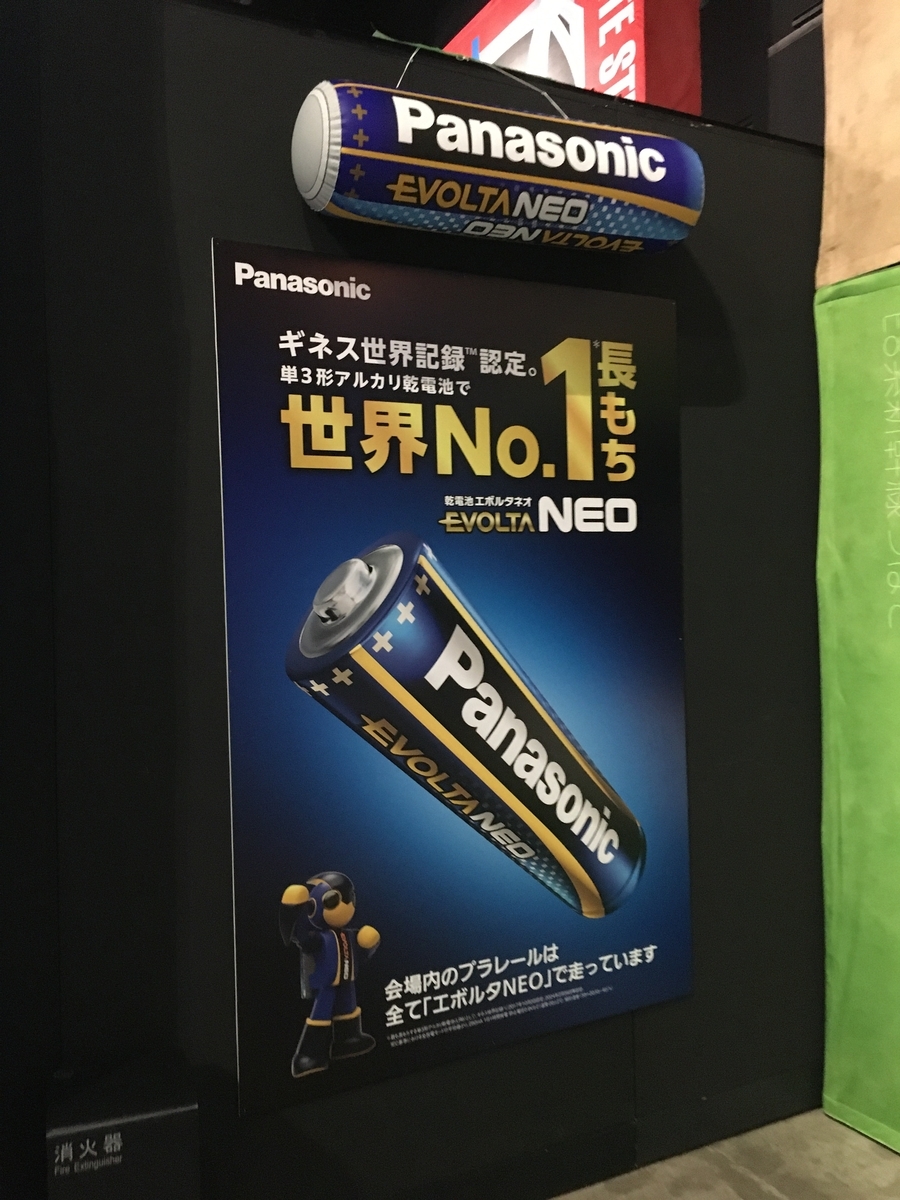 TE ST
Panasonic
EVOLTA NEO
EVOLTA NEO
Panasonic
ギネス世界記録™認定。
単3形アルカリ乾電池で
世界No.1*長もち
乾電池エボルタネオ
EVOLTA NEO
Panasonic
EVOLTA NEO
会場内のプラレールは
全て「エボルタNEO」で走っています
消火器
Fire Extinguisher